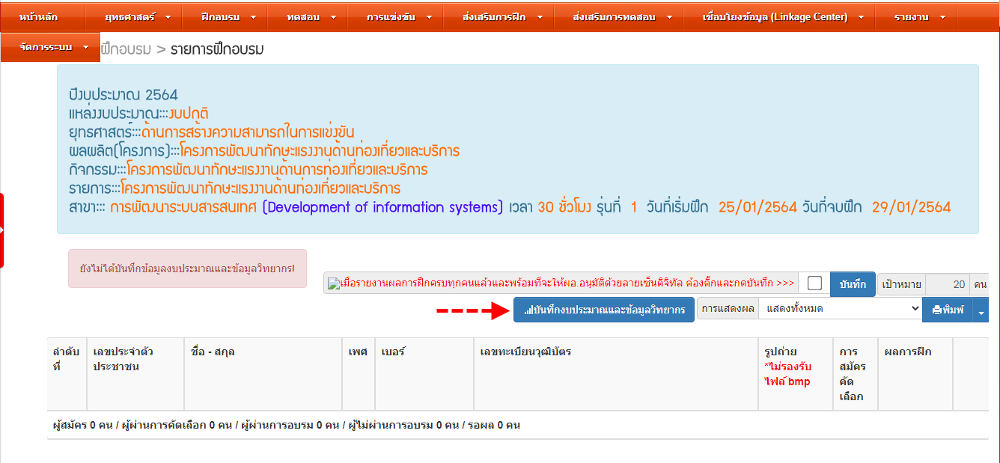 หน้าหลัก ยุทธศาสตร์ ฝึกอบรม ทดสอบ การแข่งขัน ส่งเสริมการฝึก ส่งเสริมการทดสอบ เชื่อมโยงข้อมูล (Linkage Center) รายงาน
จัดการระบบ ฝึกอบรม > รายการฝึกอบรม
ปีงบประมาณ 2564
แหล่งงบประมาณ:::งบปกติ
ยุทธศาสตร์:::ด้านการสร้างความสามารถในการแข่งขัน
ผลผลิต(โครงการ):::โครงการพัฒนาทักษะแรงงานด้านท่องเที่ยวและบริการ
กิจกรรม:::โครงการพัฒนาทักษะแรงงานด้านการท่องเที่ยวและบริการ
รายการ:::โครงการพัฒนาทักษะแรงงานด้านท่องเที่ยวและบริการ
สาขา::: การพัฒนาระบบสารสนเทศ (Development of information systems) เวลา 30 ชั่วโมง รุ่นที่ 1 วันที่เริ่มฝึก 25/01/2564 วันที่จบฝึก 29/01/2564
ยังไม่ได้บันทึกข้อมูลงบประมาณและข้อมูลวิทยากร!
เมื่อรายงานผลการฝึกครบทุกคนแล้วและพร้อมที่จะให้ผอ.อนุมัติด้วยลายเซ็นดิจิทัล ต้องติ๊กและกดบันทึก >>> บันทึก เป้าหมาย 20 คน
บันทึกงบประมาณและข้อมูลวิทยากร การแสดงผล แสดงทั้งหมด พิมพ์
ลำดับ เลขประจำตัว ชื่อ - สกุล เพศ เบอร์ เลขทะเบียนวุฒิบัตร รูปถ่าย การ ผลการฝึก
ที่ ประชาชน *ไม่รองรับ สมัคร
ไฟล์ bmp คัด
เลือก
ผู้สมัคร 0 คน / ผู้ผ่านการคัดเลือก 0 คน / ผู้ผ่านการอบรม 0 คน / ผู้ไม่ผ่านการอบรม 0 คน / รอผล 0 คน